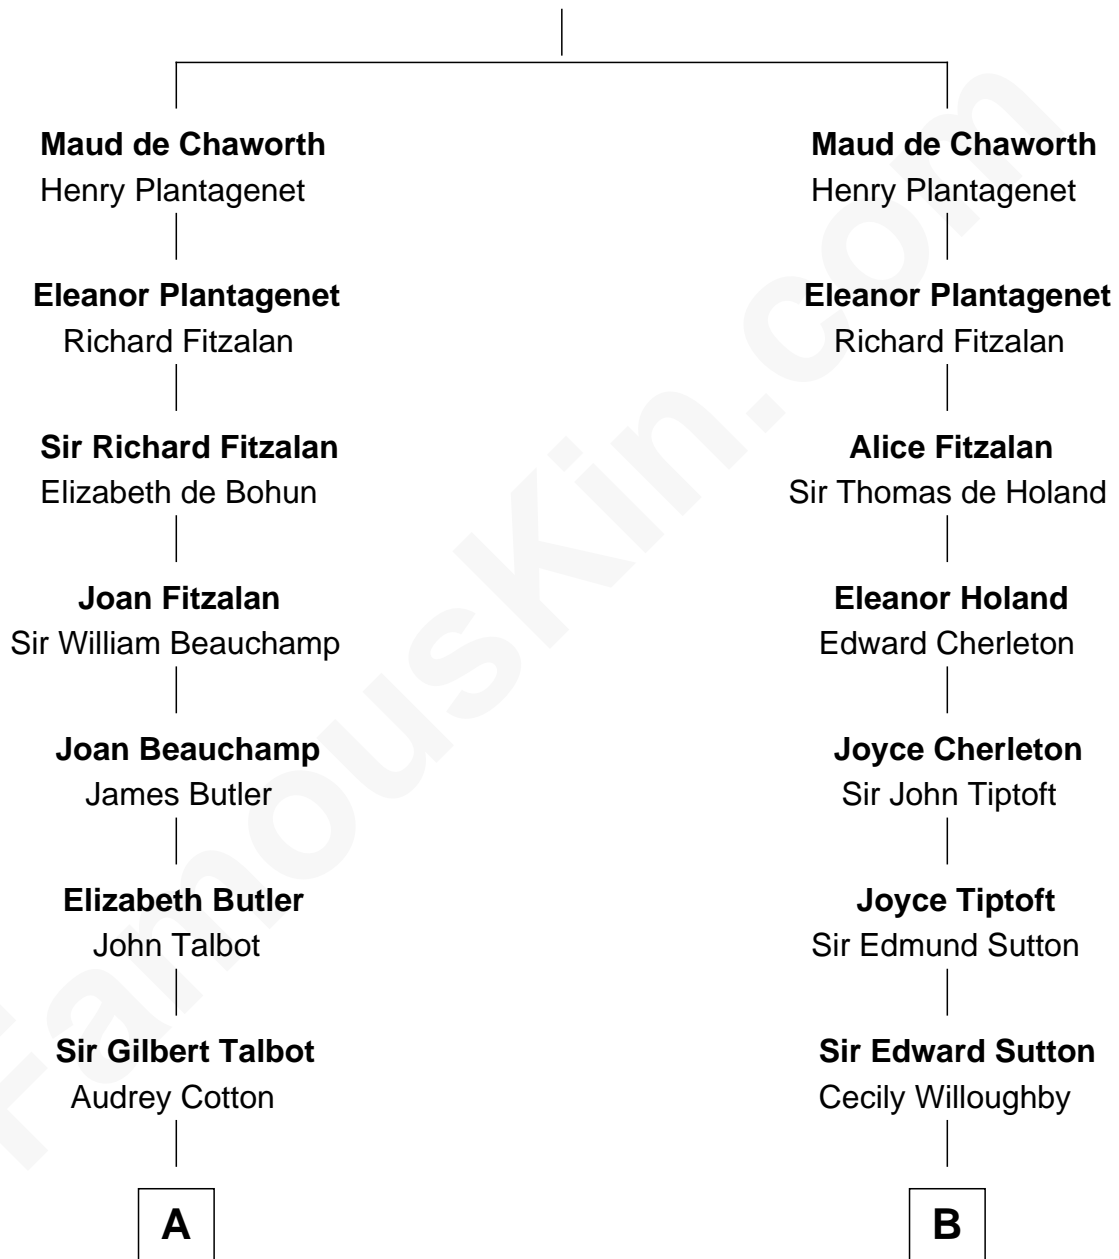 Maud de Chaworth
Henry Plantagenet
Eleanor Plantagenet
Richard Fitzalan
Sir Richard Fitzalan
Elizabeth de Bohun
Joan Fitzalan
Sir William Beauchamp
Joan Beauchamp
James Butler
Elizabeth Butler
John Talbot
Sir Gilbert Talbot
Audrey Cotton
A
Maud de Chaworth
Henry Plantagenet
Eleanor Plantagenet
Richard Fitzalan
Alice Fitzalan
Sir Thomas de Holand
Eleanor Holand
Edward Cherleton
Joyce Cherleton
Sir John Tiptoft
Joyce Tiptoft
Sir Edmund Sutton
Sir Edward Sutton
Cecily Willoughby
B
FamousKin.com